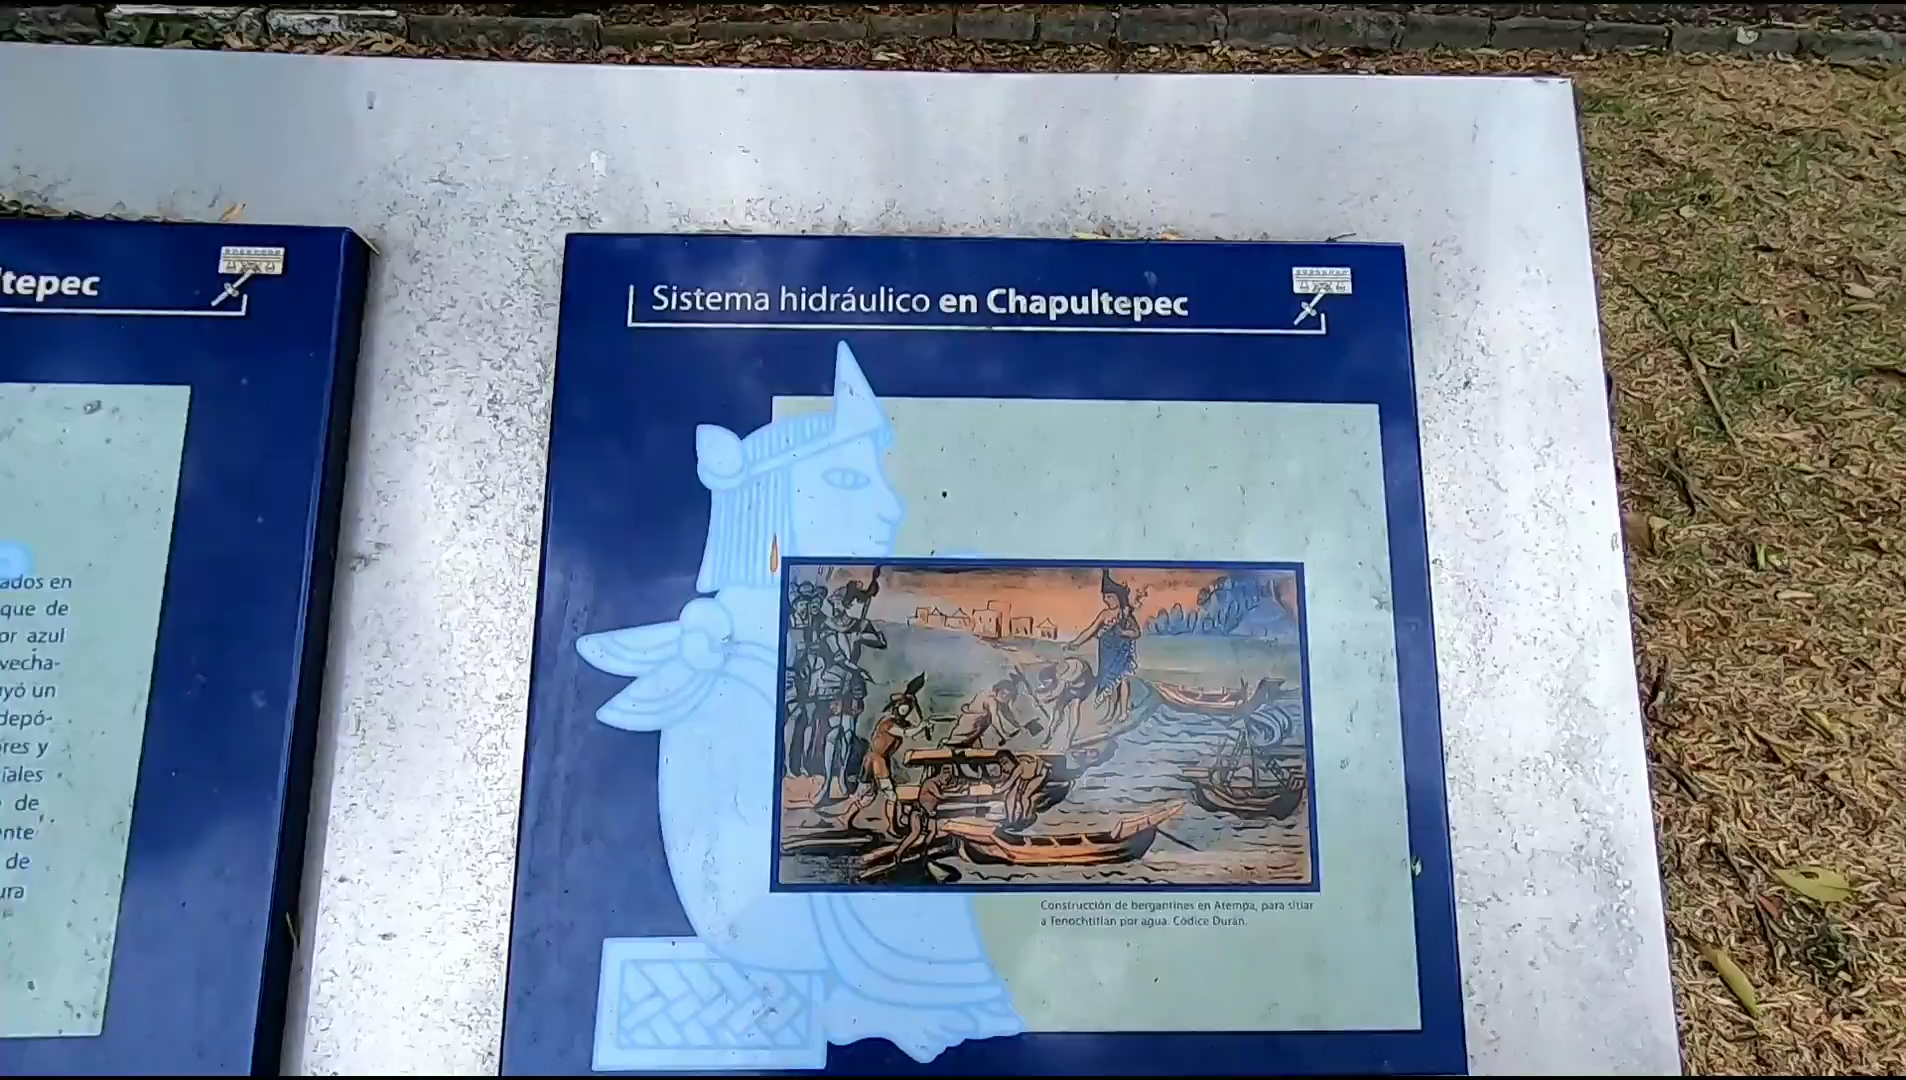 ltepec
ados en
que de
or azul
vecha-
yó un
depó-
res y
iales
de
nte
de
ura
Sistema hidráulico en Chapultepec
Construcción de bergantines en Atempa, para sitiar
a Tenochtitlan por agua. Códice Durán.